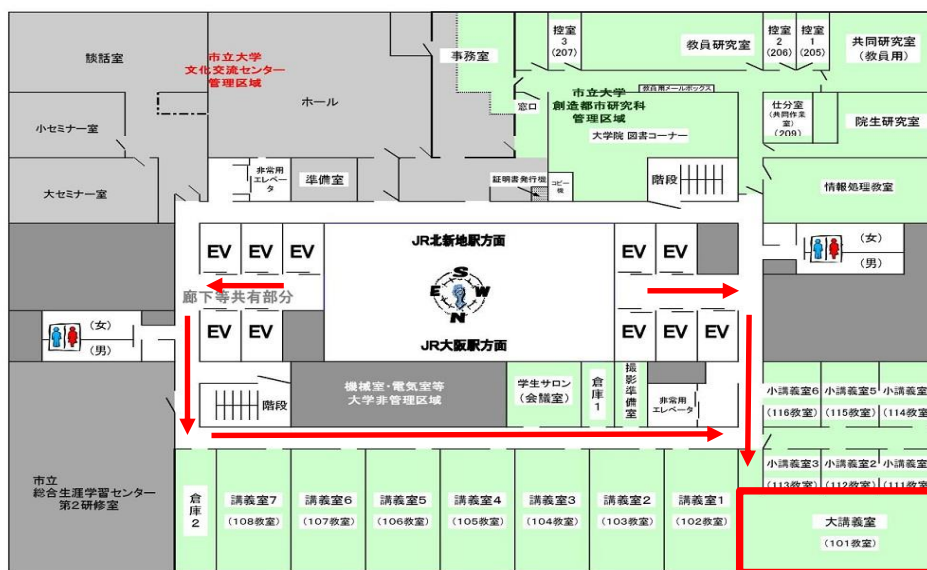 談話室
市立大学
文化交流センター
管理区域
ホール
事務室
控室
3
(207)
教員研究室
控室
2
(206)
控室
1
(205)
共同研究室
(教員用)
小セミナー室
窓口
市立大学
創造都市研究科
管理区域
教員用メールボックス
大学院 図書コーナー
仕分室
(共同作業
室)
(209)
院生研究室
大セミナー室
非常用
エレベー
タ
準備室
証明書発行機
コピー
機
階段
情報処理教室
EV
EV
EV
JR北新地駅方面
EV
EV
(女)
(男)
廊下等共有部分
S
E
W
N
EV
EV
JR大阪駅方面
EV
EV
EV
(女)
(男)
階段
機械室・電気室等
大学非管理区域
学生サロン
(会議室)
倉庫1
撮影準備室
非常用
エレベータ
小講義室6
(116教室)
小講義室5
(115教室)
小講義室
(114教室)
小講義室3
(113教室)
小講義室2
(112教室)
小講義室
(111教室)
市立
総合生涯学習センター
第2研修室
倉庫2
講義室7
(108教室)
講義室6
(107教室)
講義室5
(106教室)
講義室4
(105教室)
講義室3
(104教室)
講義室2
(103教室)
講義室1
(102教室)
大講義室
(101教室)